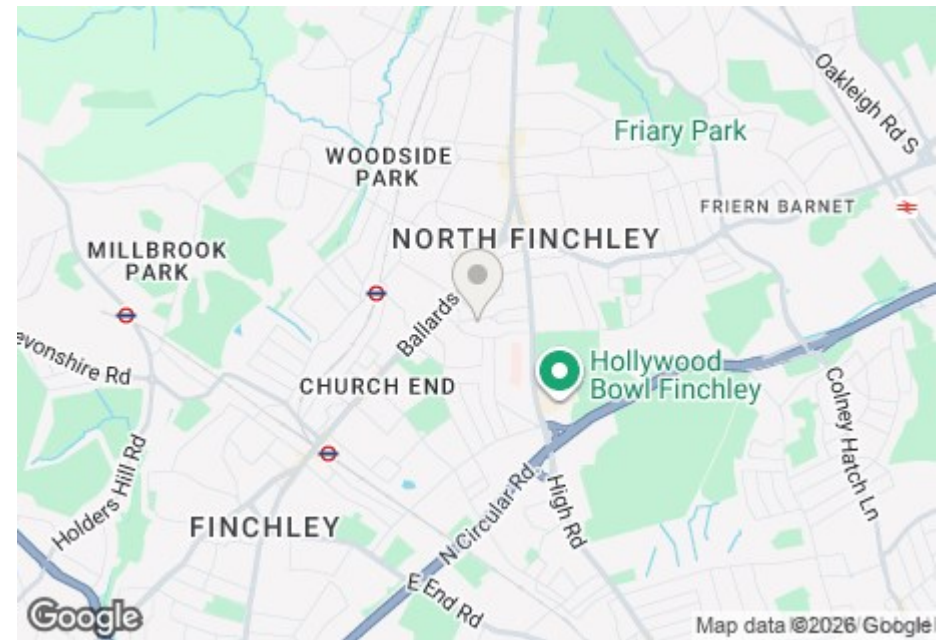 Oakleigh Rd S
Friary Park
WOODSIDE
PARK
FRIERN BARNET
NORTH FINCHLEY
MILLBROOK
PARK
Ballards
evonshire Rd
Hollywood
Bowl Finchley
CHURCH END
Colney Hatch Ln
Holders Hill Rd
High Rd
N Circular Rd
FINCHLEY
E End Rd
Google
Map data ©2026 Google